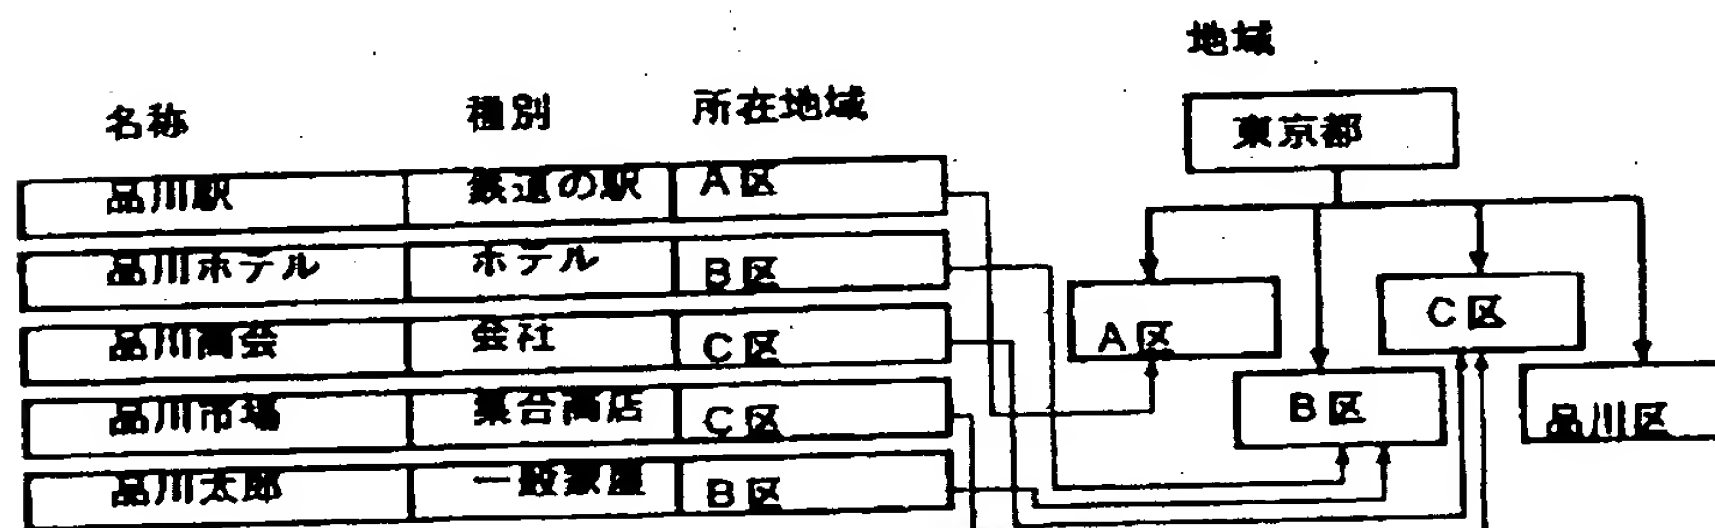 地域
名称 種別 所在地域
東京都
品川駅 鉄道の駅 A区
品川ホテル ホテル B区
品川商会 会社 C区
品川市場 集合商店 C区
品川太郎 一般家屋 B区
A区
C区
B区
品川区